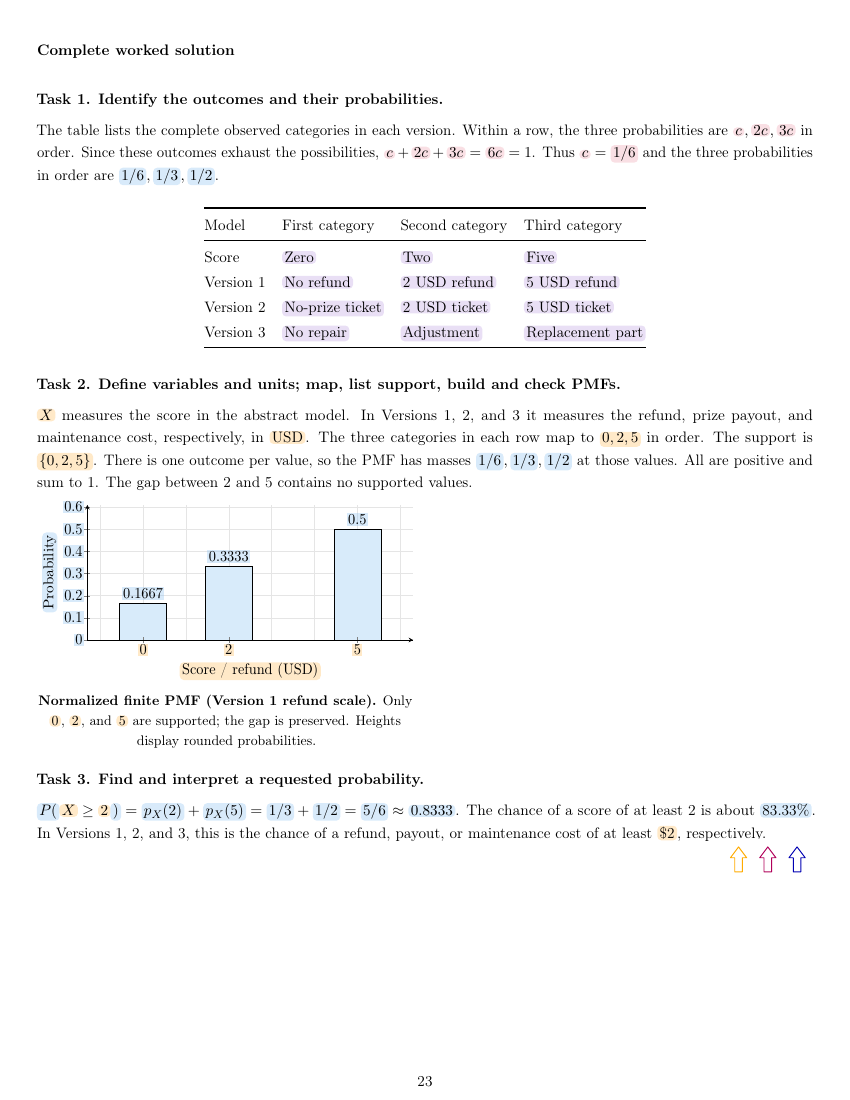 Complete worked solution
Task 1. Identify the outcomes and their probabilities.
The table lists the complete observed categories in each version. Within a row, the three probabilities are c, 2c, 3c in
order. Since these outcomes exhaust the possibilities, c + 2c + 3c = 6c = 1. Thus c = 1/6 and the three probabilities
in order are 1/6, 1/3, 1/2.
Model First category Second category Third category
Score Zero Two Five
Version 1 No refund 2 USD refund 5 USD refund
Version 2 No-prize ticket 2 USD ticket 5 USD ticket
Version 3 No repair Adjustment Replacement part
Task 2. Define variables and units; map, list support, build and check PMFs.
X measures the score in the abstract model. In Versions 1, 2, and 3 it measures the refund, prize payout, and
maintenance cost, respectively, in USD. The three categories in each row map to 0, 2, 5 in order. The support is
{0, 2, 5}. There is one outcome per value, so the PMF has masses 1/6, 1/3, 1/2 at those values. All are positive and
sum to 1. The gap between 2 and 5 contains no supported values.
Probability
0.6
0.5
0.4
0.3
0.2
0.1
0
0.1667
0.3333
0.5
0 2 5
Score / refund (USD)
Normalized finite PMF (Version 1 refund scale). Only
0, 2, and 5 are supported; the gap is preserved. Heights
display rounded probabilities.
Task 3. Find and interpret a requested probability.
P(X ≥ 2) = pX(2) + pX(5) = 1/3 + 1/2 = 5/6 ≈ 0.8333. The chance of a score of at least 2 is about 83.33%.
In Versions 1, 2, and 3, this is the chance of a refund, payout, or maintenance cost of at least $2, respectively.
23